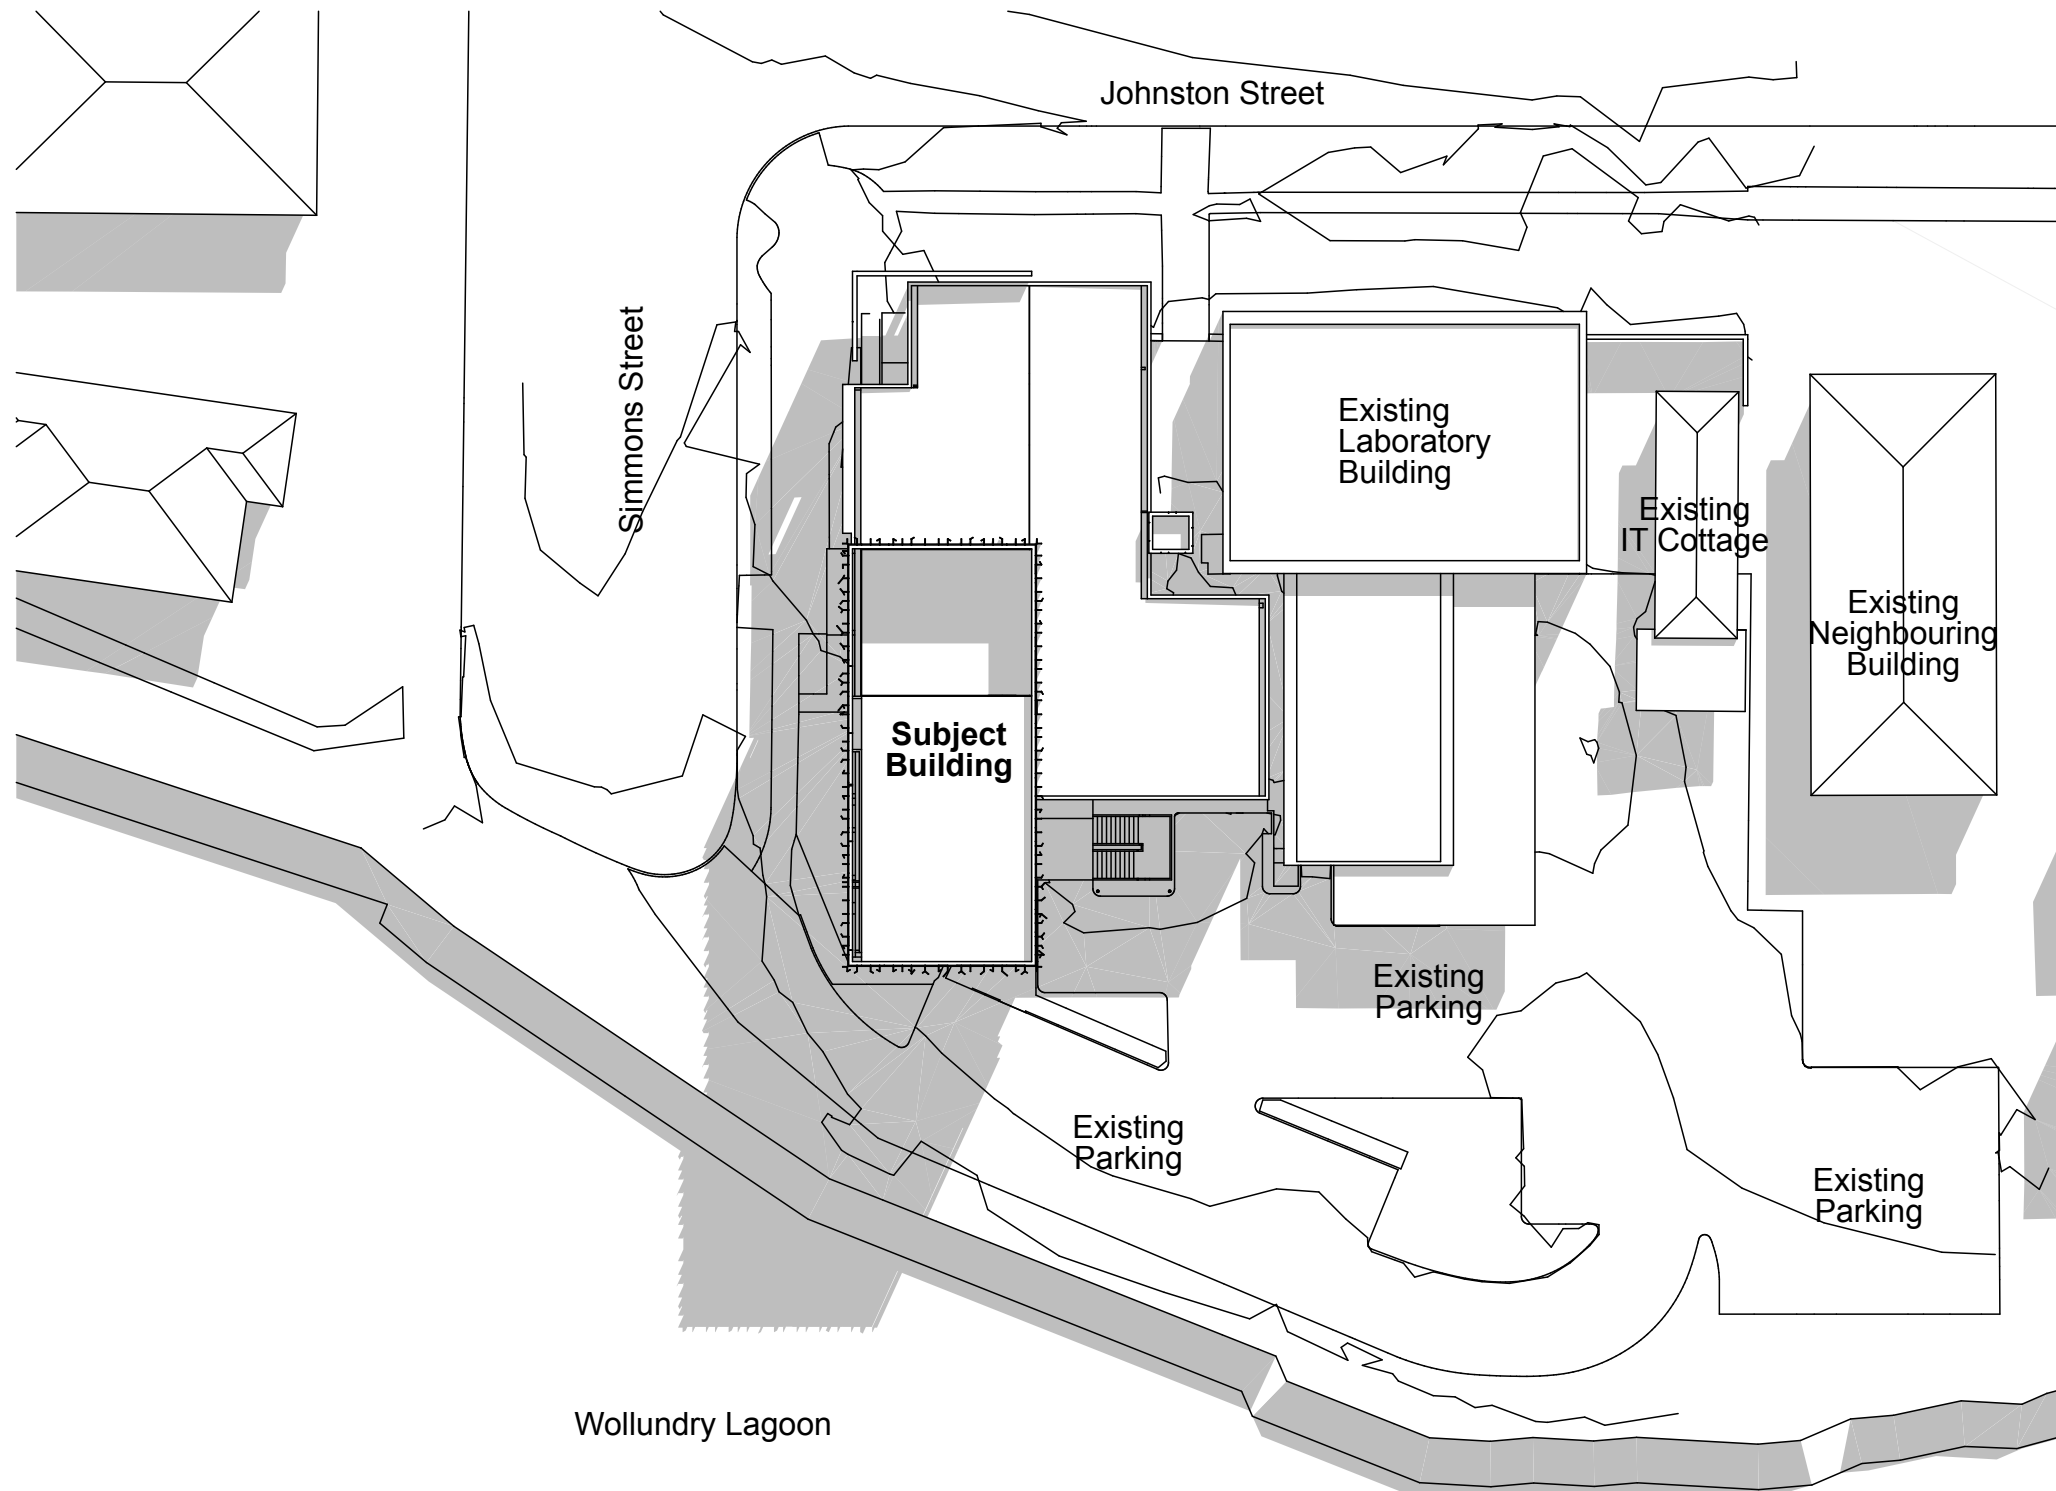 Johnston Street
Simmons Street
Existing
Laboratory
Building
Existing
IT Cottage
Existing
Neighbouring
Building
Subject
Building
Existing
Parking
Existing
Parking
Existing
Parking
Wollundry Lagoon